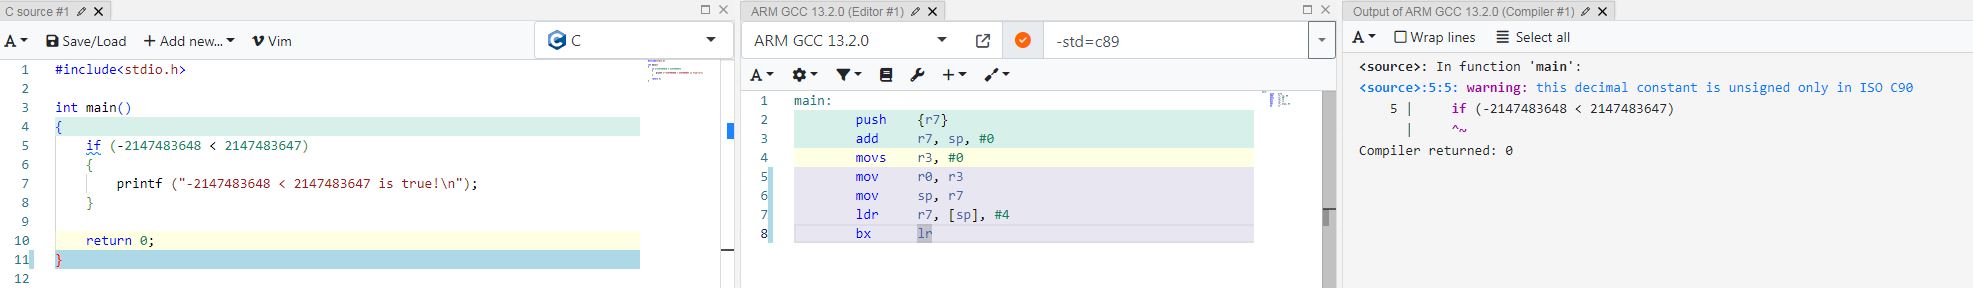 C source #1
A Save/Load + Add new... Vim C
1 #include<stdio.h>
2
3 int main()
4 {
5 if (-2147483648 < 2147483647)
6 {
7 printf ("-2147483648 < 2147483647 is true!\n");
8 }
9
10 return 0;
11 }
12
ARM GCC 13.2.0 (Editor #1)
ARM GCC 13.2.0 -std=c89
A
1 main:
2 push {r7}
3 add r7, sp, #0
4 movs r3, #0
5 mov r0, r3
6 mov sp, r7
7 ldr r7, [sp], #4
8 bx lr
Output of ARM GCC 13.2.0 (Compiler #1)
A Wrap lines Select all
<source>: In function 'main':
<source>:5:5: warning: this decimal constant is unsigned only in ISO C90
5 | if (-2147483648 < 2147483647)
| ^~
Compiler returned: 0